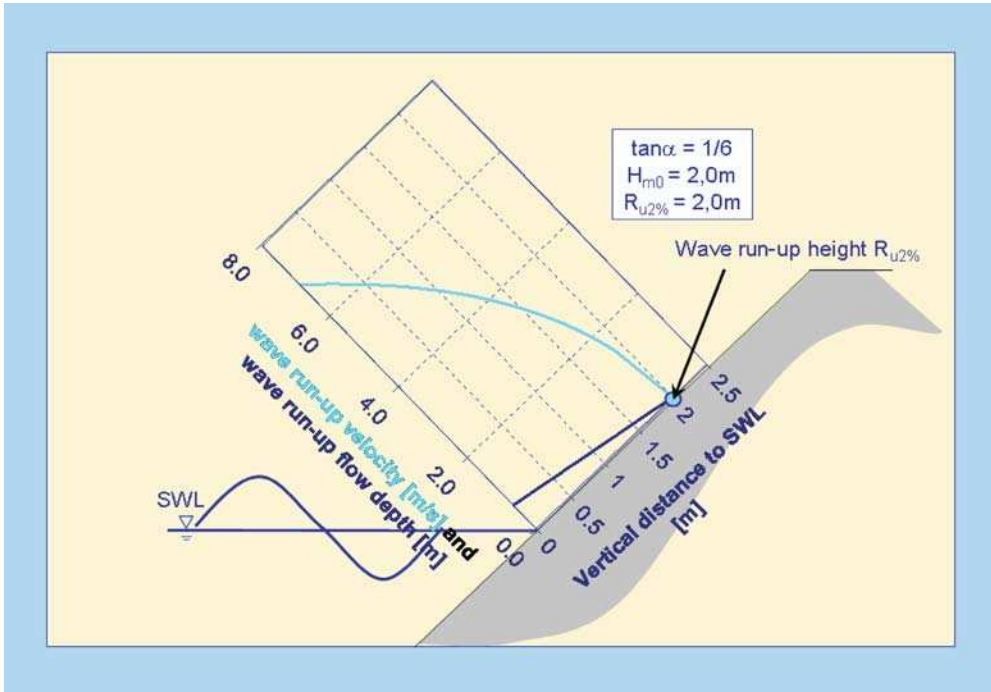 tanα = 1/6
Hm0 = 2,0m
Ru2% = 2,0m
Wave run-up height Ru2%
8.0
6.0
4.0
2.0
0.0
wave run-up velocity [m/s] and
wave run-up flow depth [m]
SWL
0
0.5
1
1.5
2
2.5
Vertical distance to SWL
[m]